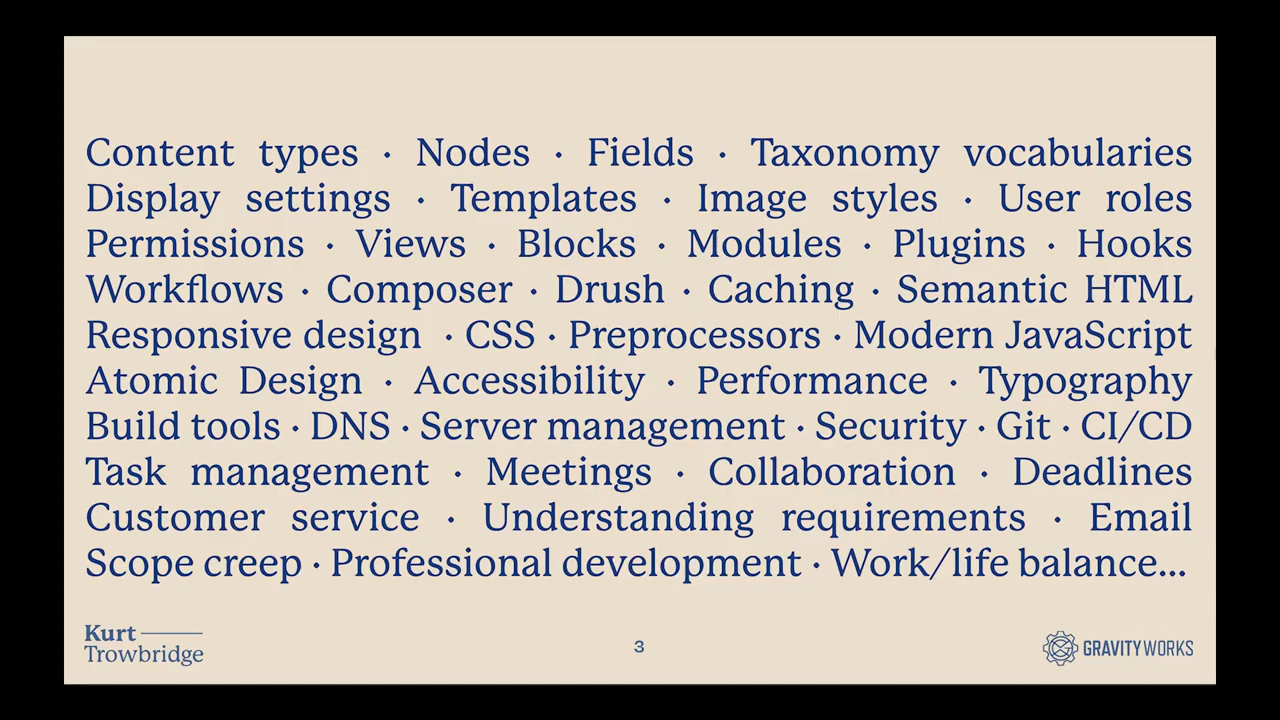 Content types · Nodes · Fields · Taxonomy vocabularies
Display settings · Templates · Image styles · User roles
Permissions · Views · Blocks · Modules · Plugins · Hooks
Workflows · Composer · Drush · Caching · Semantic HTML
Responsive design · CSS · Preprocessors · Modern JavaScript
Atomic Design · Accessibility · Performance · Typography
Build tools · DNS · Server management · Security · Git · CI/CD
Task management · Meetings · Collaboration · Deadlines
Customer service · Understanding requirements · Email
Scope creep · Professional development · Work/life balance...
Kurt
Trowbridge
3
GRAVITYWORKS